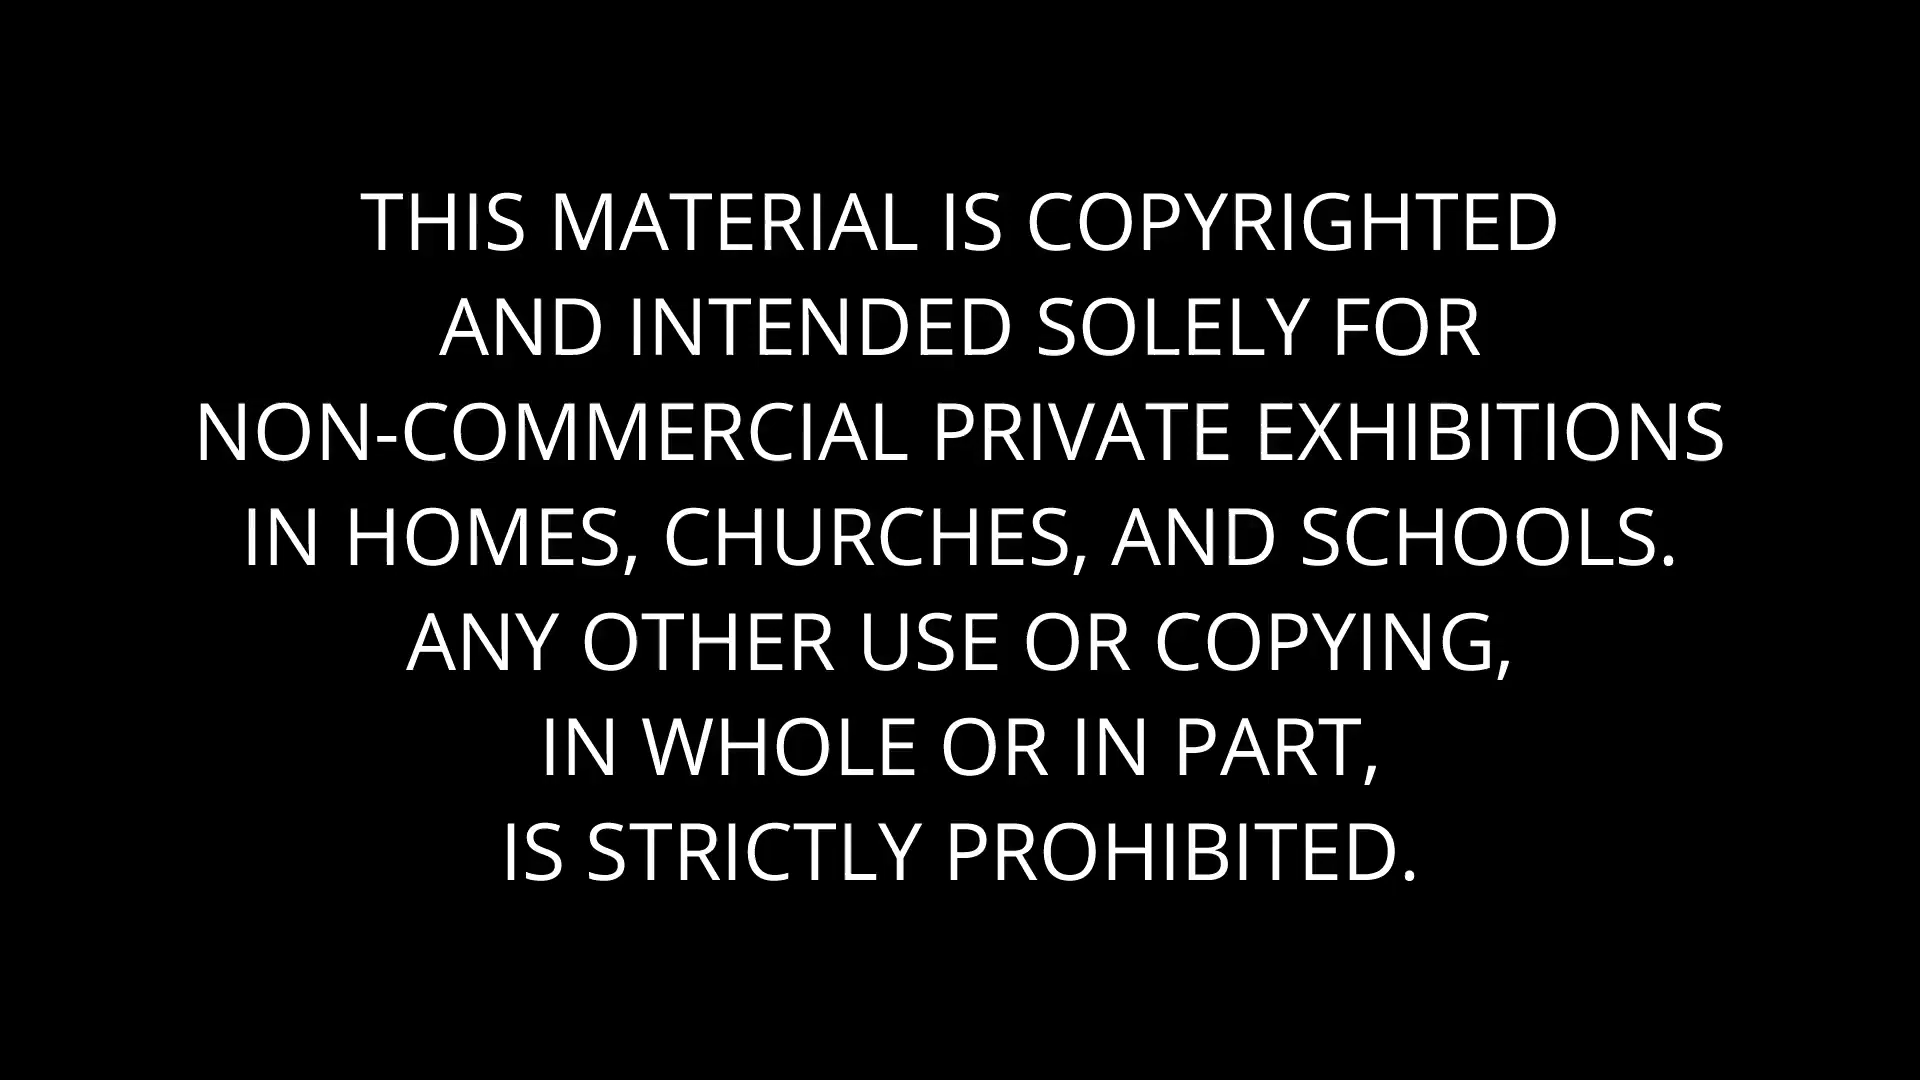 THIS MATERIAL IS COPYRIGHTED
AND INTENDED SOLELY FOR
NON-COMMERCIAL PRIVATE EXHIBITIONS
IN HOMES, CHURCHES, AND SCHOOLS.
ANY OTHER USE OR COPYING,
IN WHOLE OR IN PART,
IS STRICTLY PROHIBITED.